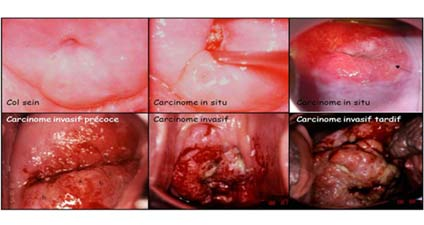 Col sein
Carcinome in situ
Carcinome in situ
Carcinome invasif précoce
Carcinome invasif
Carcinome invasif tardif